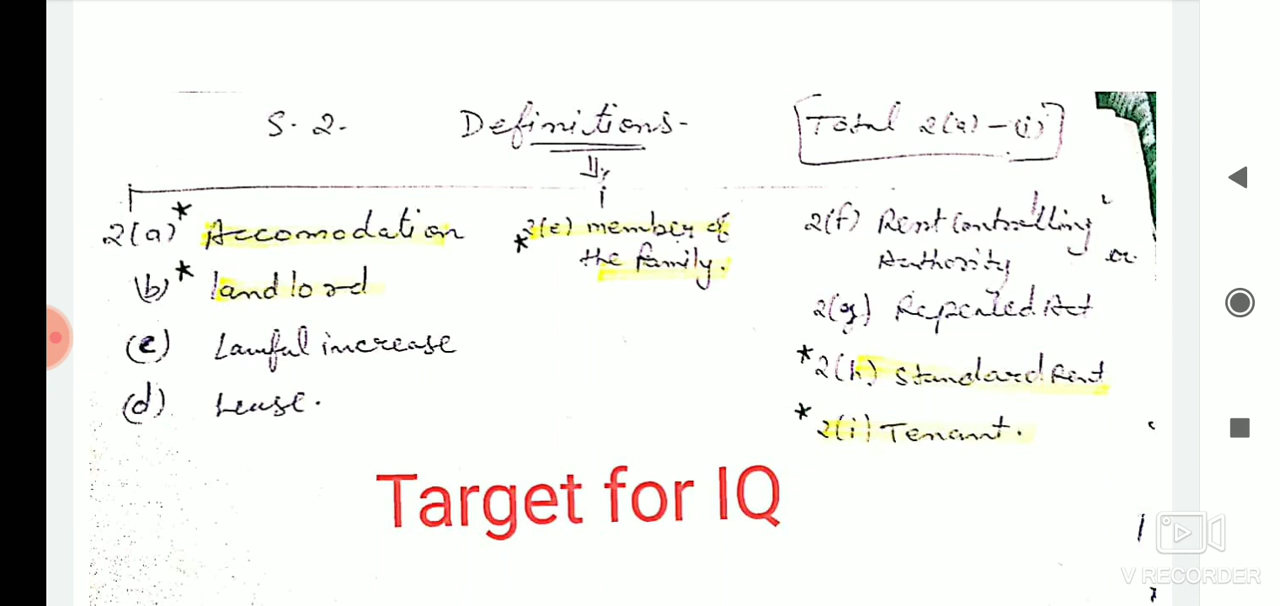 S. 2. Definitions- [Total 2(a) - (i)]
2(a)* Accomodation
(b)* landlord
(c) Lawful increase
(d) Lease.
*2(e) member of
the family.
2(f) Rent Controlling
Authority
2(g) Repealed Act
*2(h) Standard Rent
*2(i) Tenant.
Target for IQ
V RECORDER